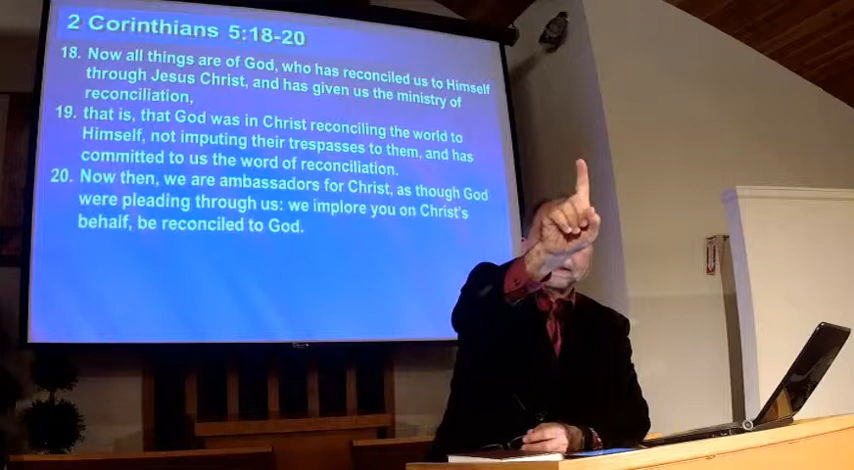 2 Corinthians 5:18-20
18. Now all things are of God, who has reconciled us to Himself
through Jesus Christ, and has given us the ministry of
reconciliation,
19. that is, that God was in Christ reconciling the world to
Himself, not imputing their trespasses to them, and has
committed to us the word of reconciliation.
20. Now then, we are ambassadors for Christ, as though God
were pleading through us: we implore you on Christ's
behalf, be reconciled to God.